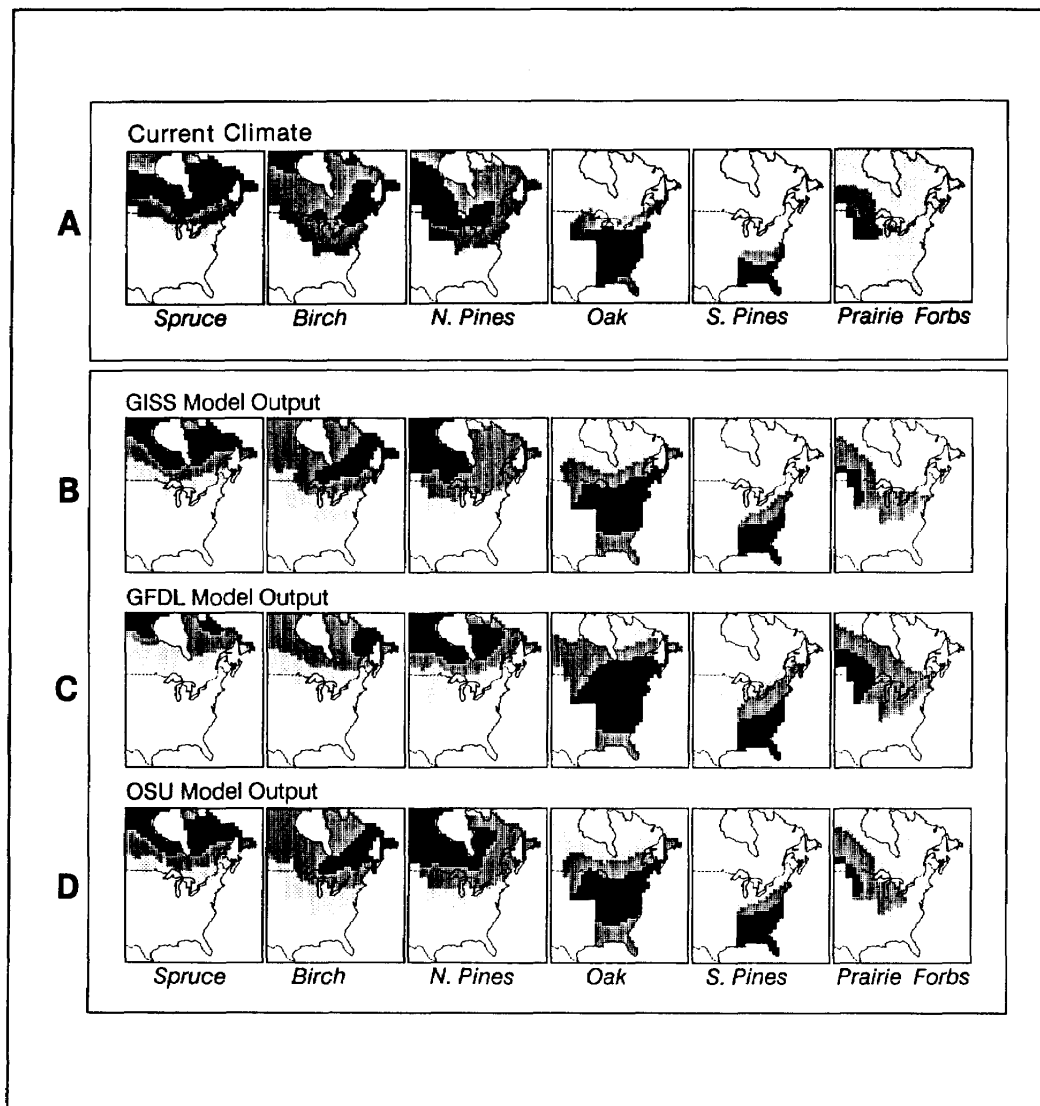 Current Climate
A
Spruce Birch N. Pines Oak S. Pines Prairie Forbs
GISS Model Output
B
GFDL Model Output
C
OSU Model Output
D
Spruce Birch N. Pines Oak S. Pines Prairie Forbs